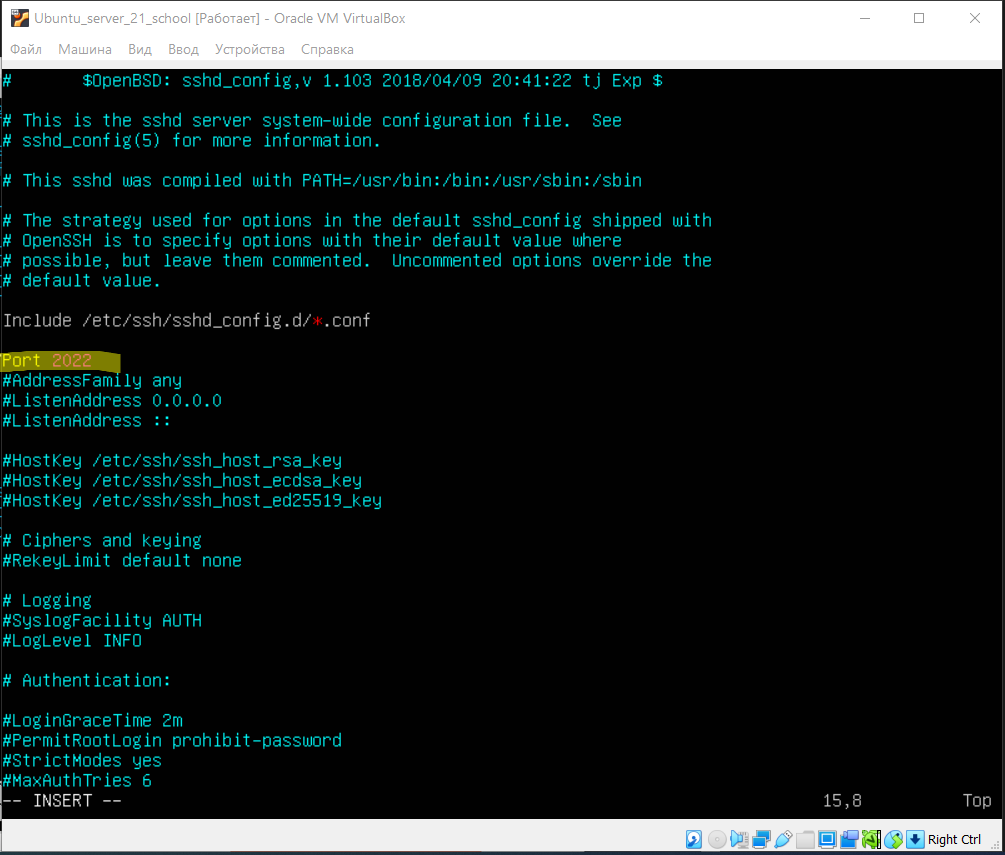 Ubuntu_server_21_school [Работает] - Oracle VM VirtualBox
Файл Машина Вид Ввод Устройства Справка
#       $OpenBSD: sshd_config,v 1.103 2018/04/09 20:41:22 tj Exp $
# This is the sshd server system-wide configuration file.  See
# sshd_config(5) for more information.
# This sshd was compiled with PATH=/usr/bin:/bin:/usr/sbin:/sbin
# The strategy used for options in the default sshd_config shipped with
# OpenSSH is to specify options with their default value where
# possible, but leave them commented.  Uncommented options override the
# default value.
Include /etc/ssh/sshd_config.d/*.conf
Port 2022
#AddressFamily any
#ListenAddress 0.0.0.0
#ListenAddress ::
#HostKey /etc/ssh/ssh_host_rsa_key
#HostKey /etc/ssh/ssh_host_ecdsa_key
#HostKey /etc/ssh/ssh_host_ed25519_key
# Ciphers and keying
#RekeyLimit default none
# Logging
#SyslogFacility AUTH
#LogLevel INFO
# Authentication:
#LoginGraceTime 2m
#PermitRootLogin prohibit-password
#StrictModes yes
#MaxAuthTries 6
-- INSERT -- 15,8 Top
Right Ctrl